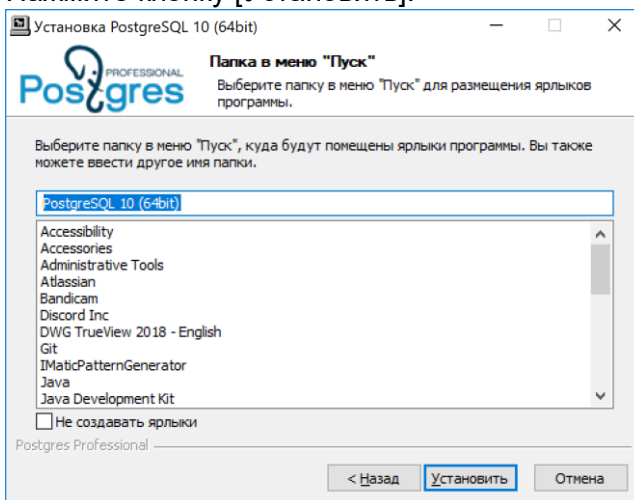 Нажмите кнопку [Установить].
Установка PostgreSQL 10 (64bit)
PROFESSIONAL
Postgres
Папка в меню "Пуск"
Выберите папку в меню "Пуск" для размещения ярлыков
программы.
Выберите папку в меню "Пуск", куда будут помещены ярлыки программы. Вы также
можете ввести другое имя папки.
PostgreSQL 10 (64bit)
Accessibility
Accessories
Administrative Tools
Atlassian
Bandicam
Discord Inc
DWG TrueView 2018 - English
Git
IMaticPatternGenerator
Java
Java Development Kit
Не создавать ярлыки
Postgres Professional
< Назад Установить Отмена